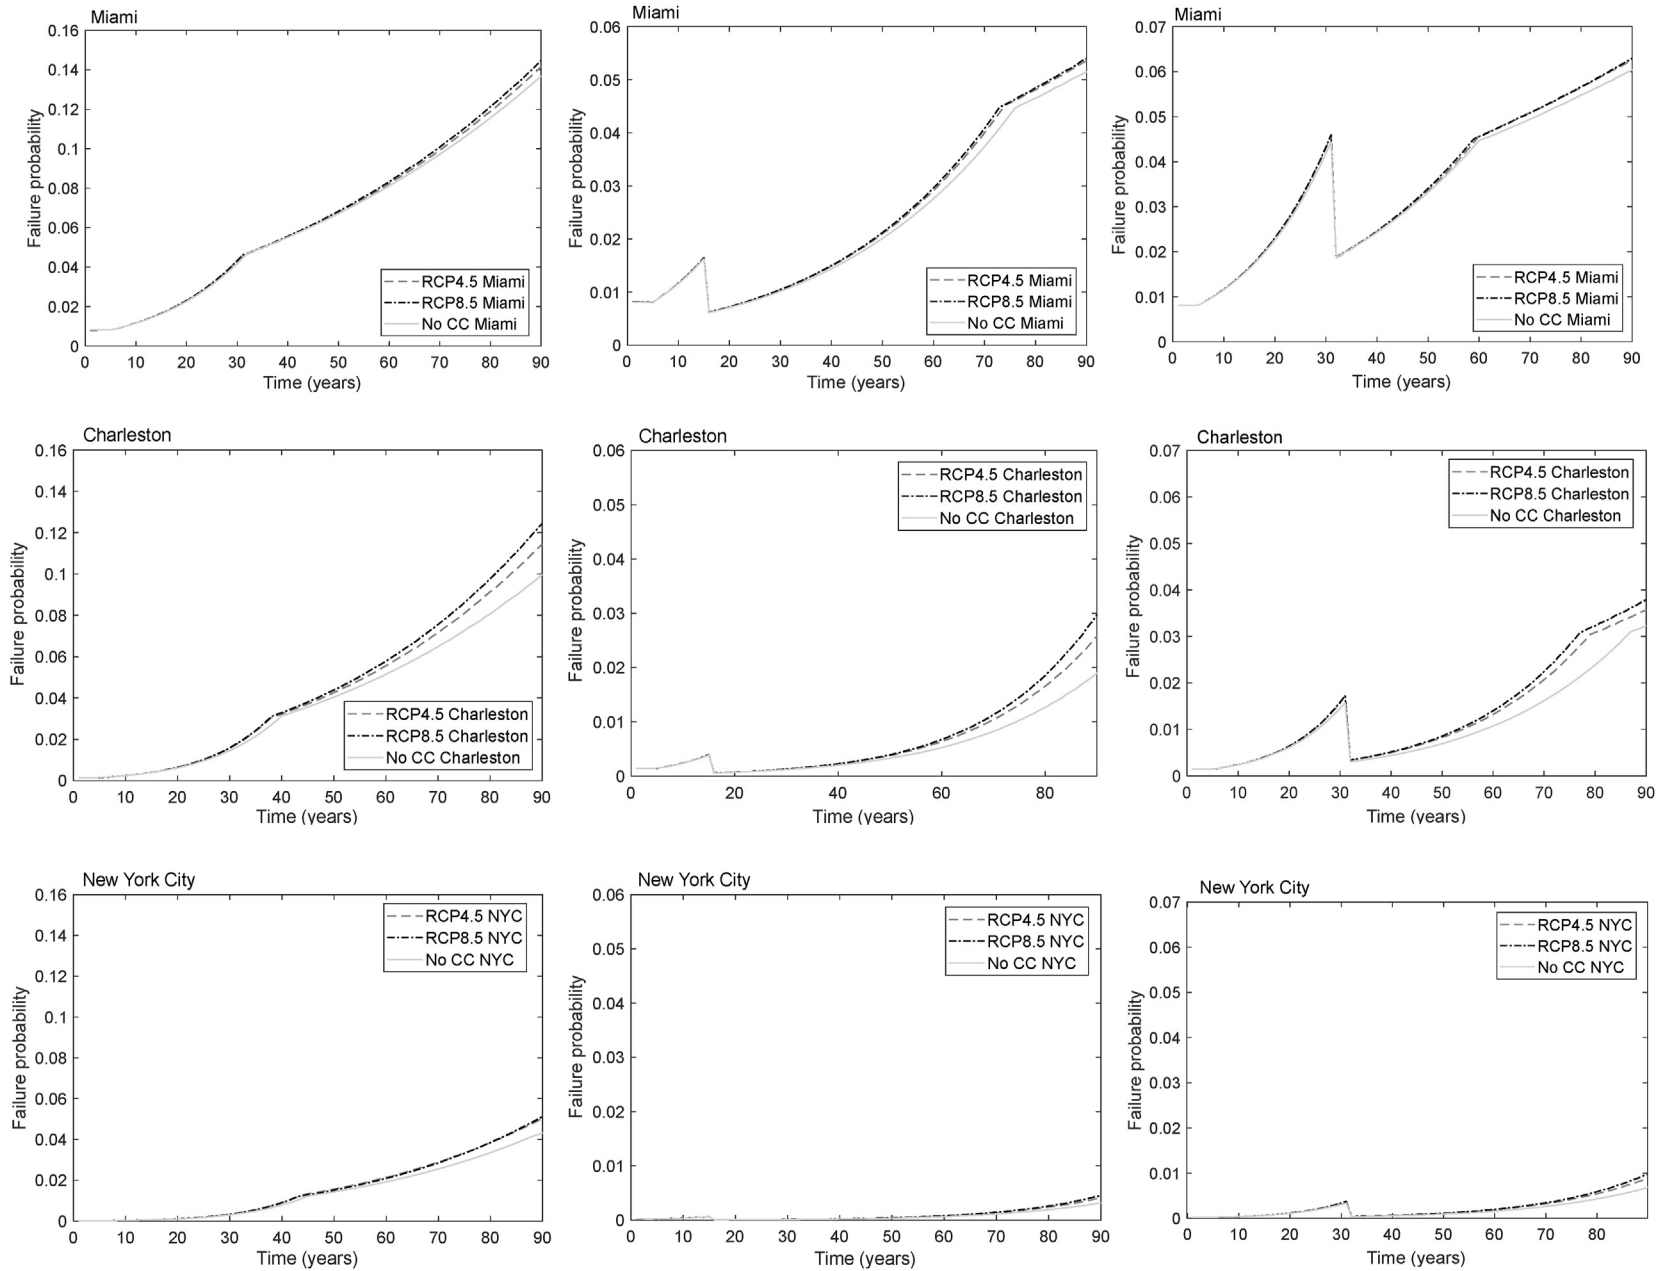 Miami
0.16
0.14
0.12
0.1
0.08
0.06
0.04
0.02
0
Failure probability
RCP4.5 Miami
RCP8.5 Miami
No CC Miami
0 10 20 30 40 50 60 70 80 90
Time (years)
Miami
0.06
0.05
0.04
0.03
0.02
0.01
0
Failure probability
RCP4.5 Miami
RCP8.5 Miami
No CC Miami
0 10 20 30 40 50 60 70 80 90
Time (years)
Miami
0.07
0.06
0.05
0.04
0.03
0.02
0.01
0
Failure probability
RCP4.5 Miami
RCP8.5 Miami
No CC Miami
0 10 20 30 40 50 60 70 80 90
Time (years)
Charleston
0.16
0.14
0.12
0.1
0.08
0.06
0.04
0.02
0
Failure probability
RCP4.5 Charleston
RCP8.5 Charleston
No CC Charleston
0 10 20 30 40 50 60 70 80 90
Time (years)
Charleston
0.06
0.05
0.04
0.03
0.02
0.01
0
Failure probability
RCP4.5 Charleston
RCP8.5 Charleston
No CC Charleston
0 20 40 60 80
Time (years)
Charleston
0.07
0.06
0.05
0.04
0.03
0.02
0.01
0
Failure probability
RCP4.5 Charleston
RCP8.5 Charleston
No CC Charleston
0 10 20 30 40 50 60 70 80 90
Time (years)
New York City
0.16
0.14
0.12
0.1
0.08
0.06
0.04
0.02
0
Failure probability
RCP4.5 NYC
RCP8.5 NYC
No CC NYC
0 10 20 30 40 50 60 70 80 90
Time (years)
New York City
0.06
0.05
0.04
0.03
0.02
0.01
0
Failure probability
RCP4.5 NYC
RCP8.5 NYC
No CC NYC
0 10 20 30 40 50 60 70 80 90
Time (years)
New York City
0.07
0.06
0.05
0.04
0.03
0.02
0.01
0
Failure probability
RCP4.5 NYC
RCP8.5 NYC
No CC NYC
0 10 20 30 40 50 60 70 80
Time (years)